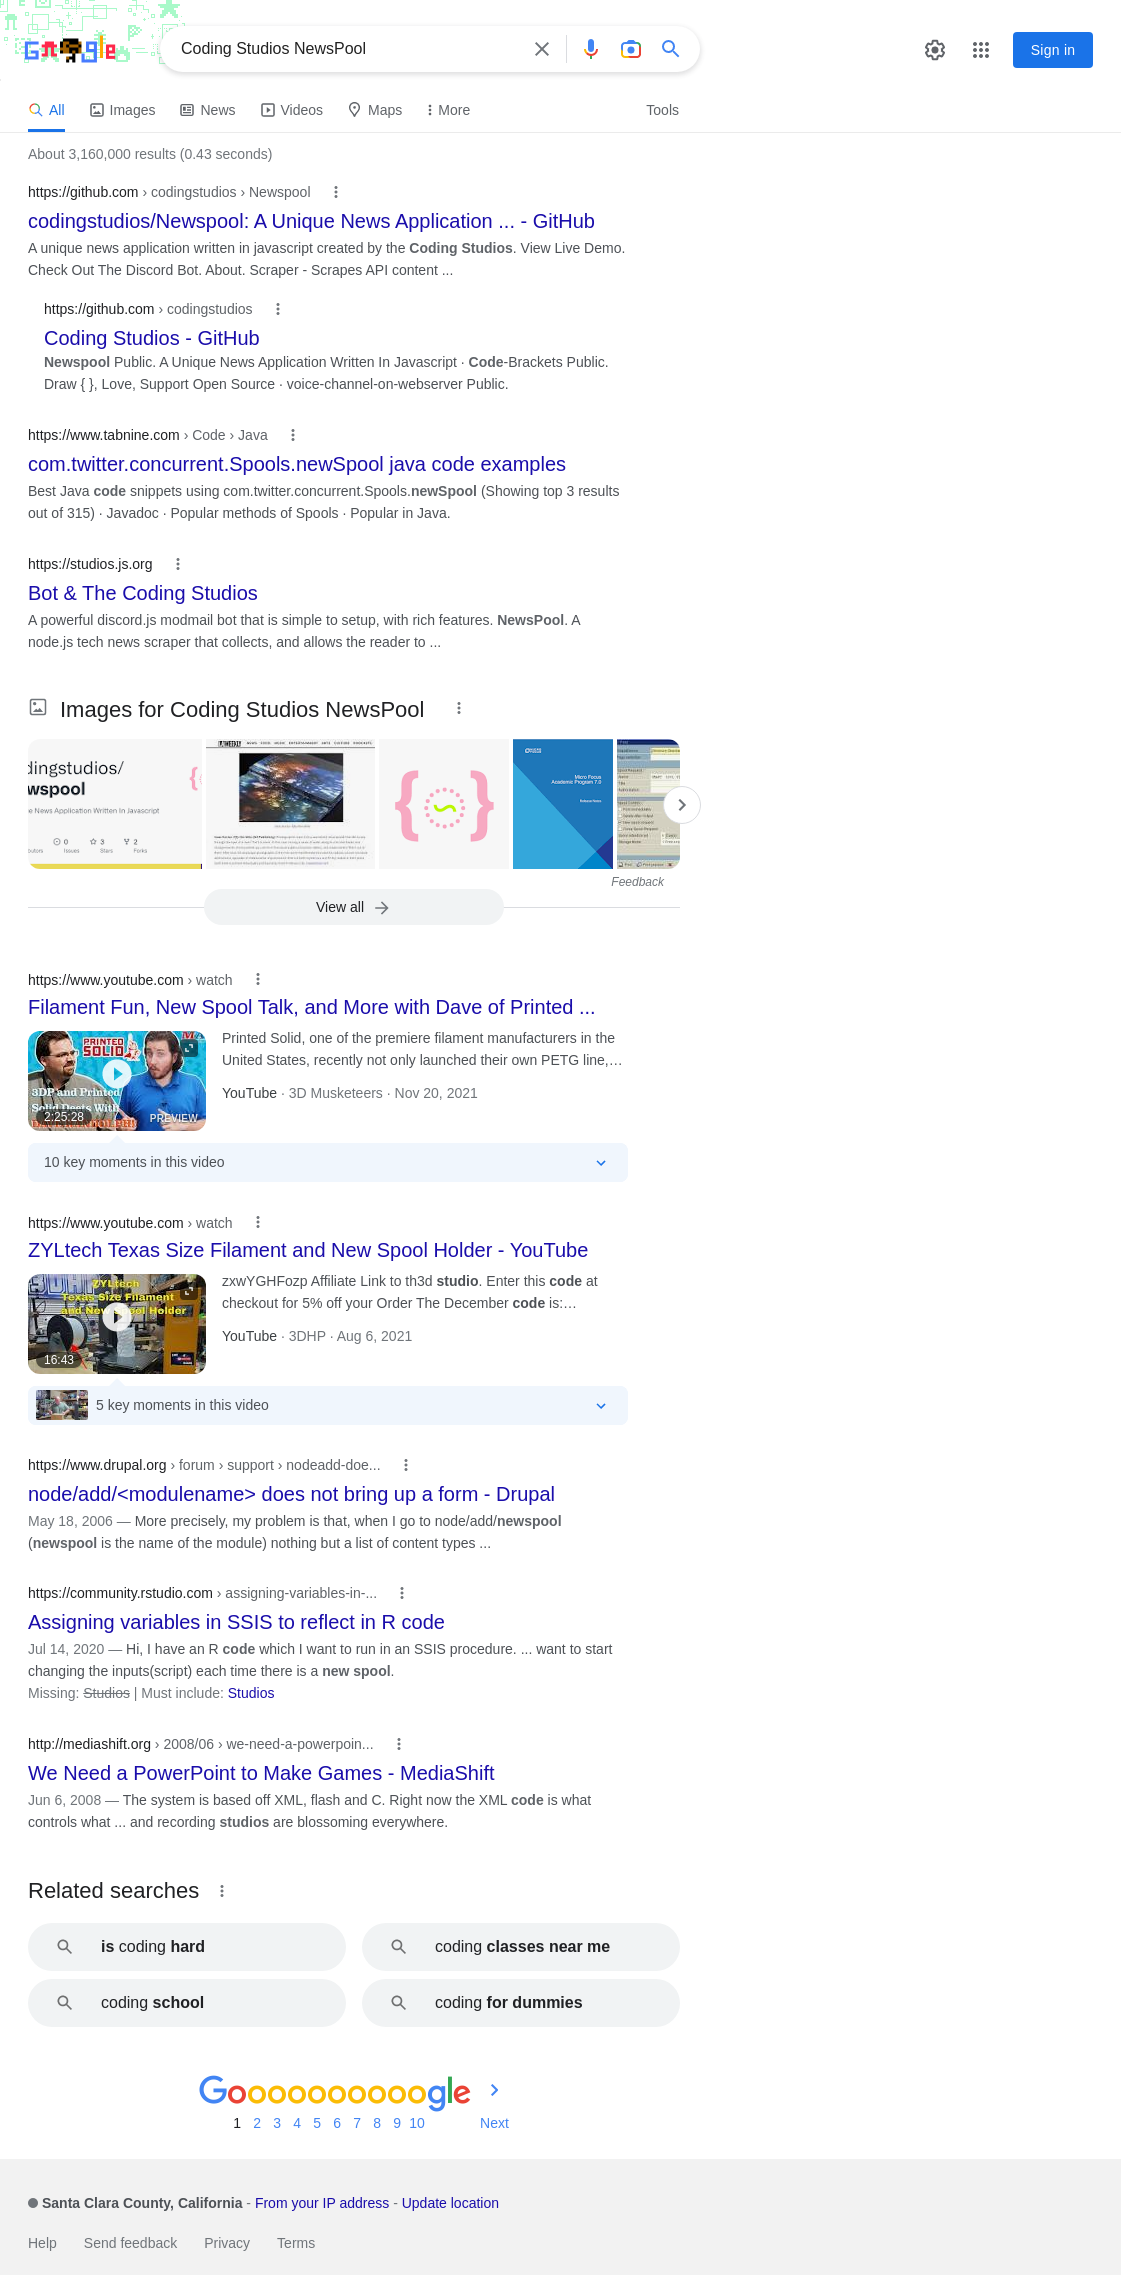 Google
Coding Studios NewsPool
Sign in
All
Images
News
Videos
Maps
More
Tools
About 3,160,000 results (0.43 seconds)
https://github.com › codingstudios › Newspool
codingstudios/Newspool: A Unique News Application ... - GitHub
A unique news application written in javascript created by the Coding Studios. View Live Demo.
Check Out The Discord Bot. About. Scraper - Scrapes API content ...
https://github.com › codingstudios
Coding Studios - GitHub
Newspool Public. A Unique News Application Written In Javascript · Code-Brackets Public.
Draw { }, Love, Support Open Source · voice-channel-on-webserver Public.
https://www.tabnine.com › Code › Java
com.twitter.concurrent.Spools.newSpool java code examples
Best Java code snippets using com.twitter.concurrent.Spools.newSpool (Showing top 3 results
out of 315) · Javadoc · Popular methods of Spools · Popular in Java.
https://studios.js.org
Bot & The Coding Studios
A powerful discord.js modmail bot that is simple to setup, with rich features. NewsPool. A
node.js tech news scraper that collects, and allows the reader to ...
Images for Coding Studios NewsPool
dingstudios/
wspool
e News Application Written In Javascript
0
3
2
Issues
Stars
Forks
Micro Focus
Academic Program 7.0
Release Notes
Feedback
View all
https://www.youtube.com › watch
Filament Fun, New Spool Talk, and More with Dave of Printed ...
PRINTED
SOLID
3DP and Printed
Solid Deets With
2:25:28
PREVIEW
Printed Solid, one of the premiere filament manufacturers in the
United States, recently not only launched their own PETG line,...
YouTube · 3D Musketeers · Nov 20, 2021
10 key moments in this video
https://www.youtube.com › watch
ZYLtech Texas Size Filament and New Spool Holder - YouTube
ZYLtech
Texas Size Filament
and New Spool Holder
16:43
zxwYGHFozp Affiliate Link to th3d studio. Enter this code at
checkout for 5% off your Order The December code is:...
YouTube · 3DHP · Aug 6, 2021
5 key moments in this video
https://www.drupal.org › forum › support › nodeadd-doe...
node/add/<modulename> does not bring up a form - Drupal
May 18, 2006 — More precisely, my problem is that, when I go to node/add/newspool
(newspool is the name of the module) nothing but a list of content types ...
https://community.rstudio.com › assigning-variables-in-...
Assigning variables in SSIS to reflect in R code
Jul 14, 2020 — Hi, I have an R code which I want to run in an SSIS procedure. ... want to start
changing the inputs(script) each time there is a new spool.
Missing: Studios | Must include: Studios
http://mediashift.org › 2008/06 › we-need-a-powerpoin...
We Need a PowerPoint to Make Games - MediaShift
Jun 6, 2008 — The system is based off XML, flash and C. Right now the XML code is what
controls what ... and recording studios are blossoming everywhere.
Related searches
is coding hard
coding classes near me
coding school
coding for dummies
Goooooooooogle
1 2 3 4 5 6 7 8 9 10 Next
Santa Clara County, California - From your IP address - Update location
Help Send feedback Privacy Terms